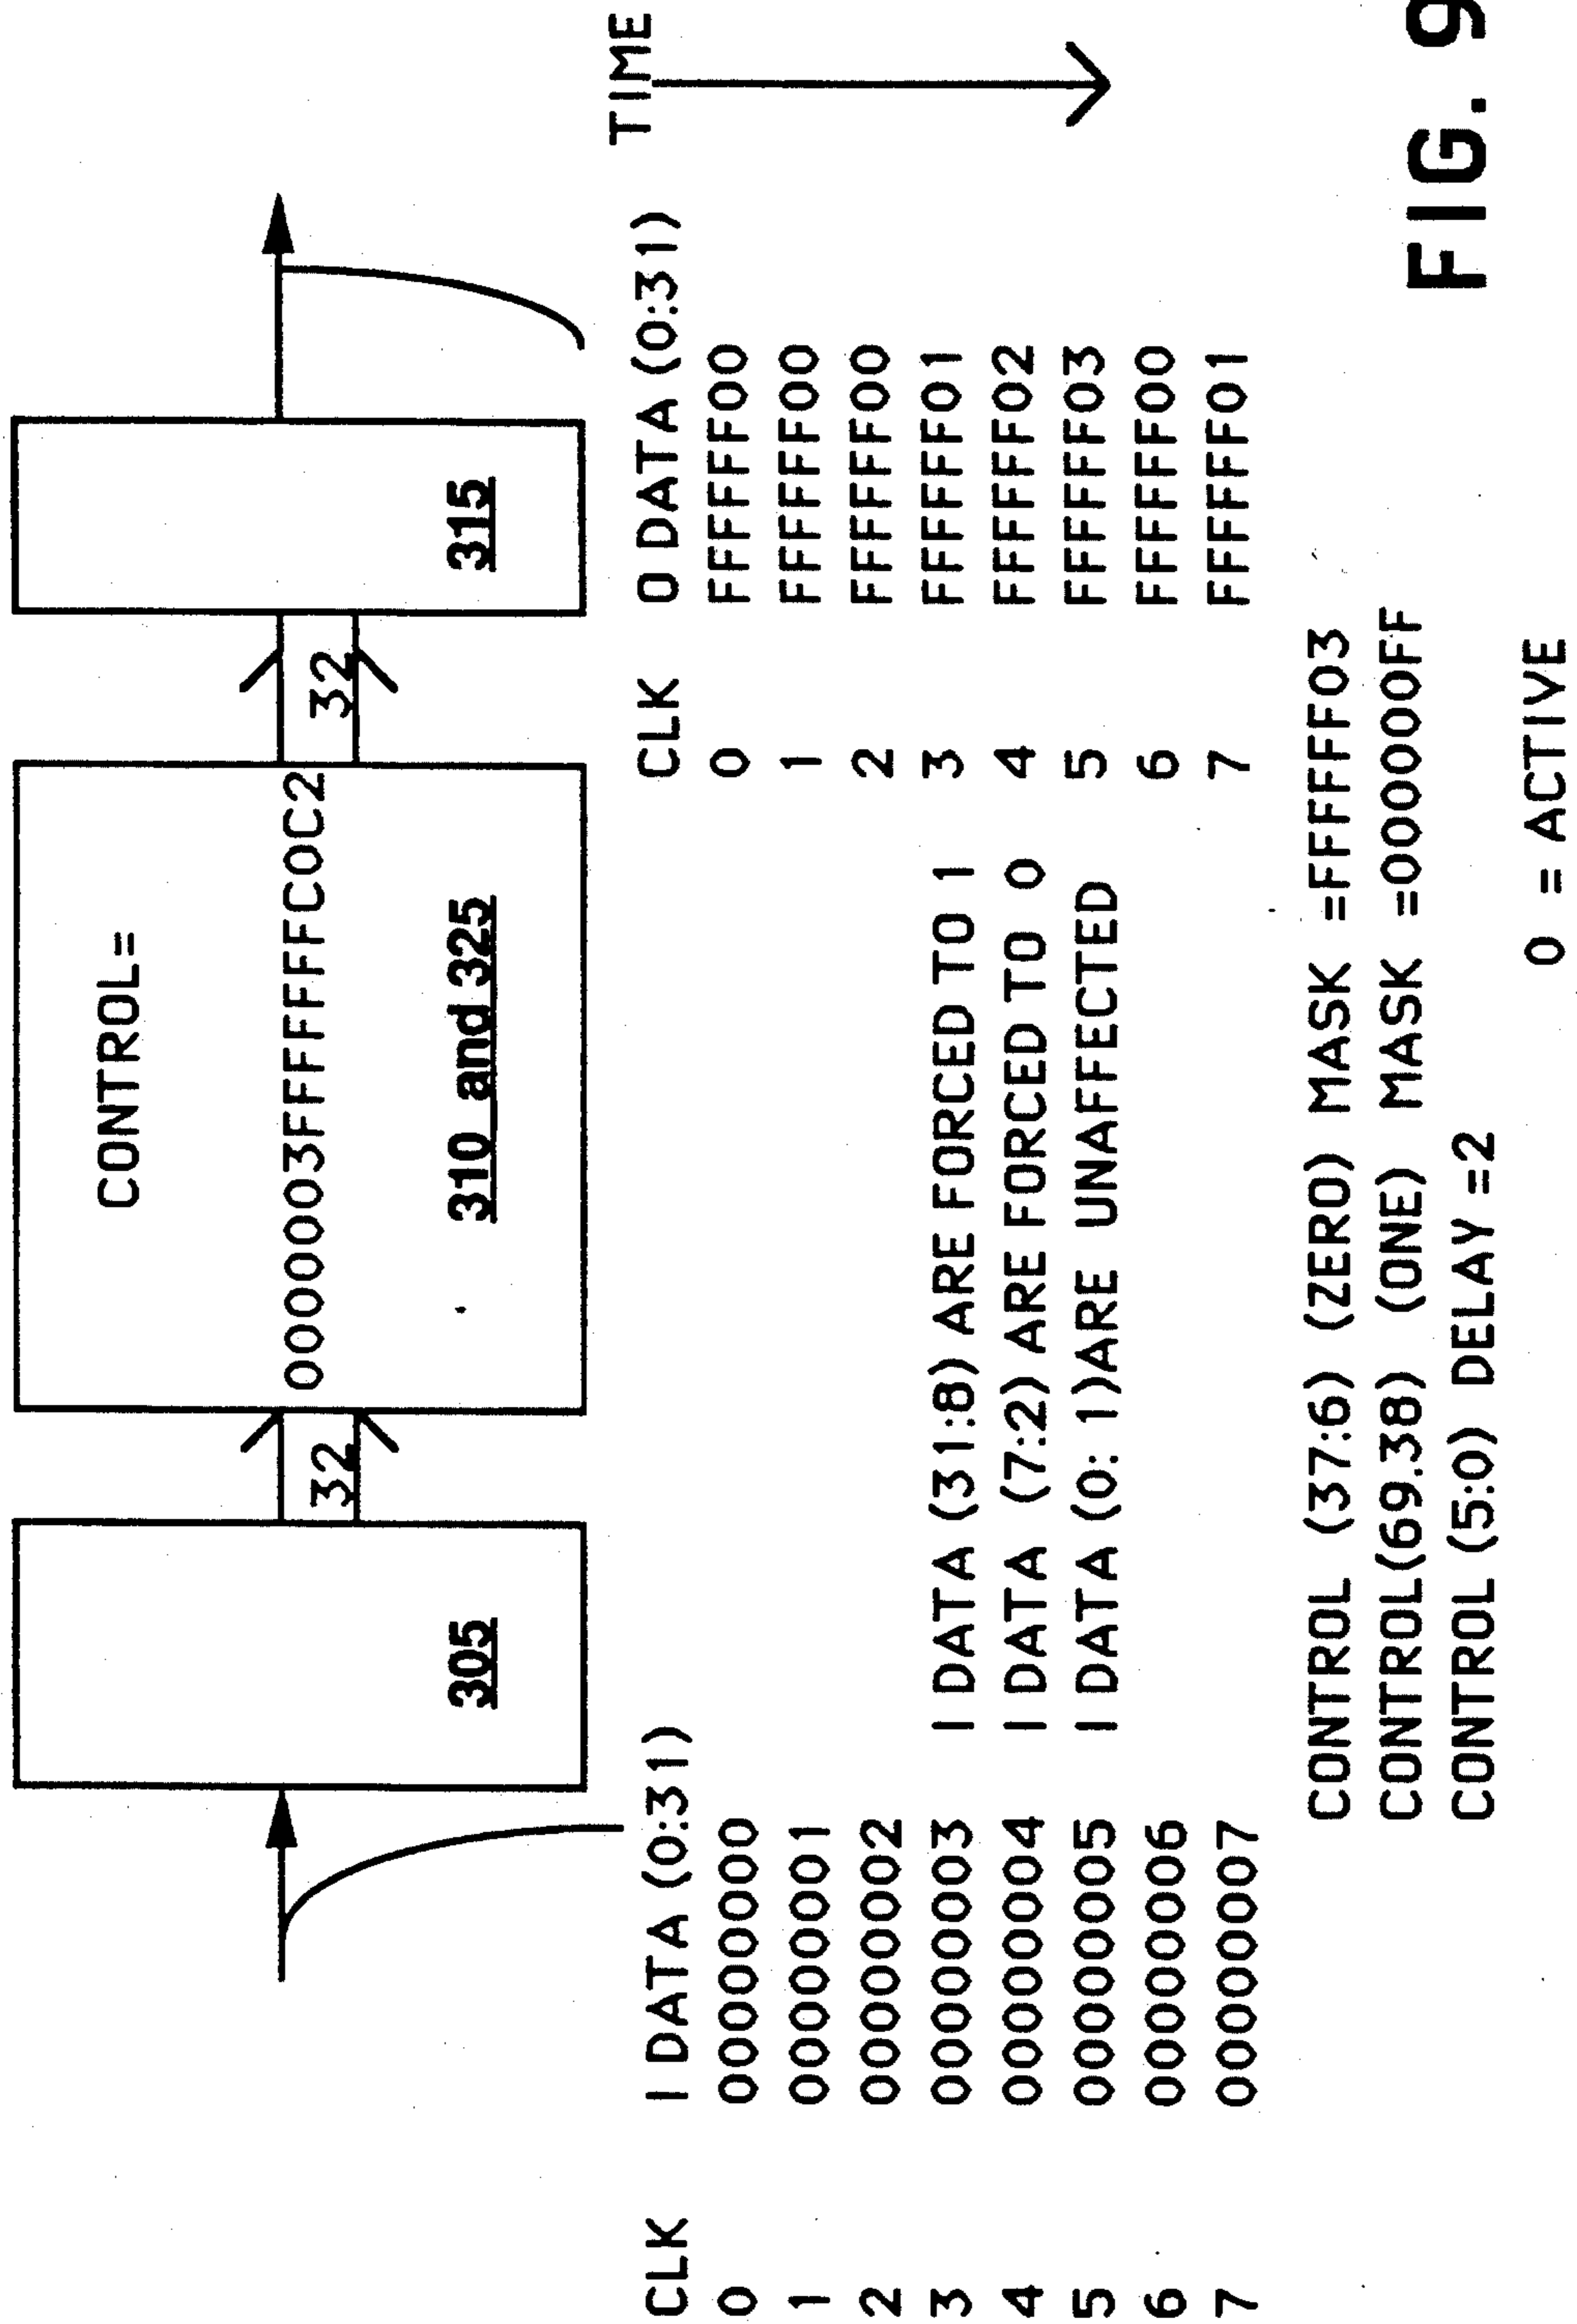 CONTROL=
000003FFFFFFC0C2
305
32
310 and 325
32
315
TIME
CLK I DATA (0:31)
0 00000000
1 00000001
2 00000002
3 00000003
4 00000004
5 00000005
6 00000006
7 00000007
I DATA (31:8) ARE FORCED TO 1
I DATA (7:2) ARE FORCED TO 0
I DATA (0:1) ARE UNAFFECTED
CLK O DATA (0:31)
0 FFFFFF00
1 FFFFFF00
2 FFFFFF00
3 FFFFFF01
4 FFFFFF02
5 FFFFFF03
6 FFFFFF00
7 FFFFFF01
CONTROL (37:6) (ZERO) MASK =FFFFFF03
CONTROL(69.38) (ONE) MASK =000000FF
CONTROL (5:0) DELAY =2
0 = ACTIVE
FIG. 9